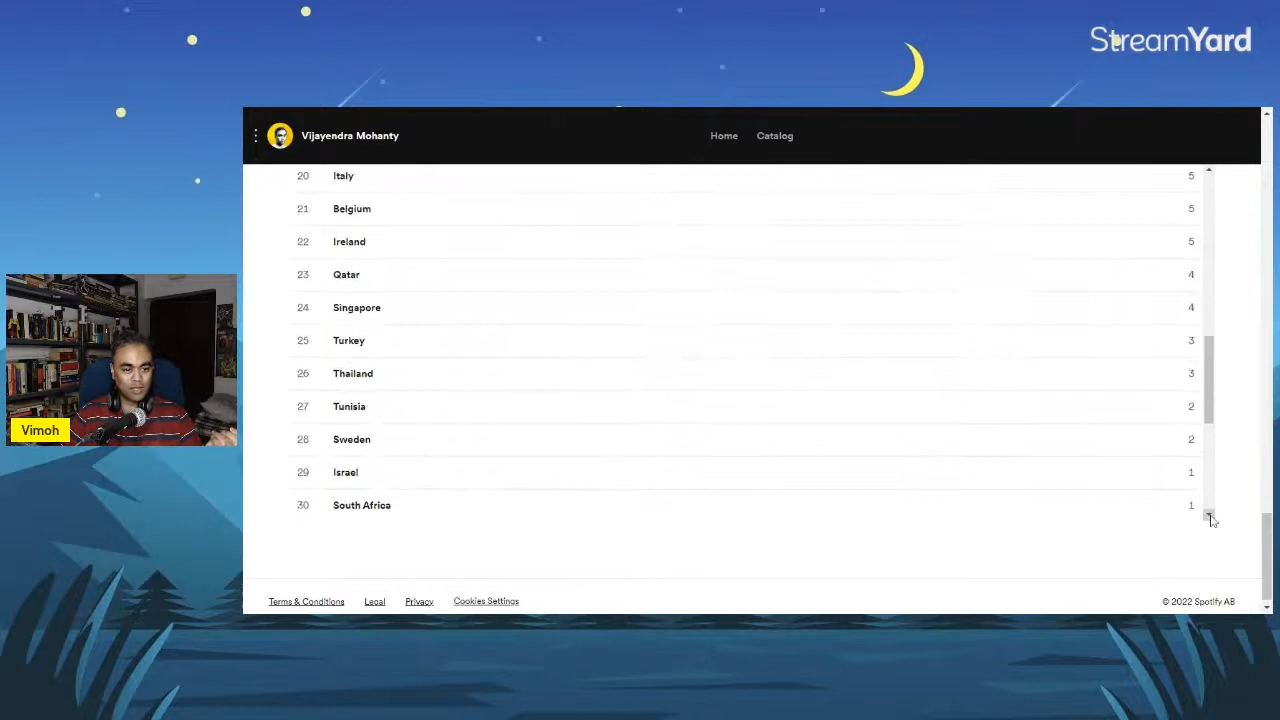 StreamYard
Vijayendra Mohanty Home Catalog
20 Italy 5
21 Belgium 5
22 Ireland 5
23 Qatar 4
24 Singapore 4
25 Turkey 3
26 Thailand 3
27 Tunisia 2
28 Sweden 2
29 Israel 1
30 South Africa 1
Vimoh
Terms & Conditions Legal Privacy Cookies Settings © 2022 Spotify AB